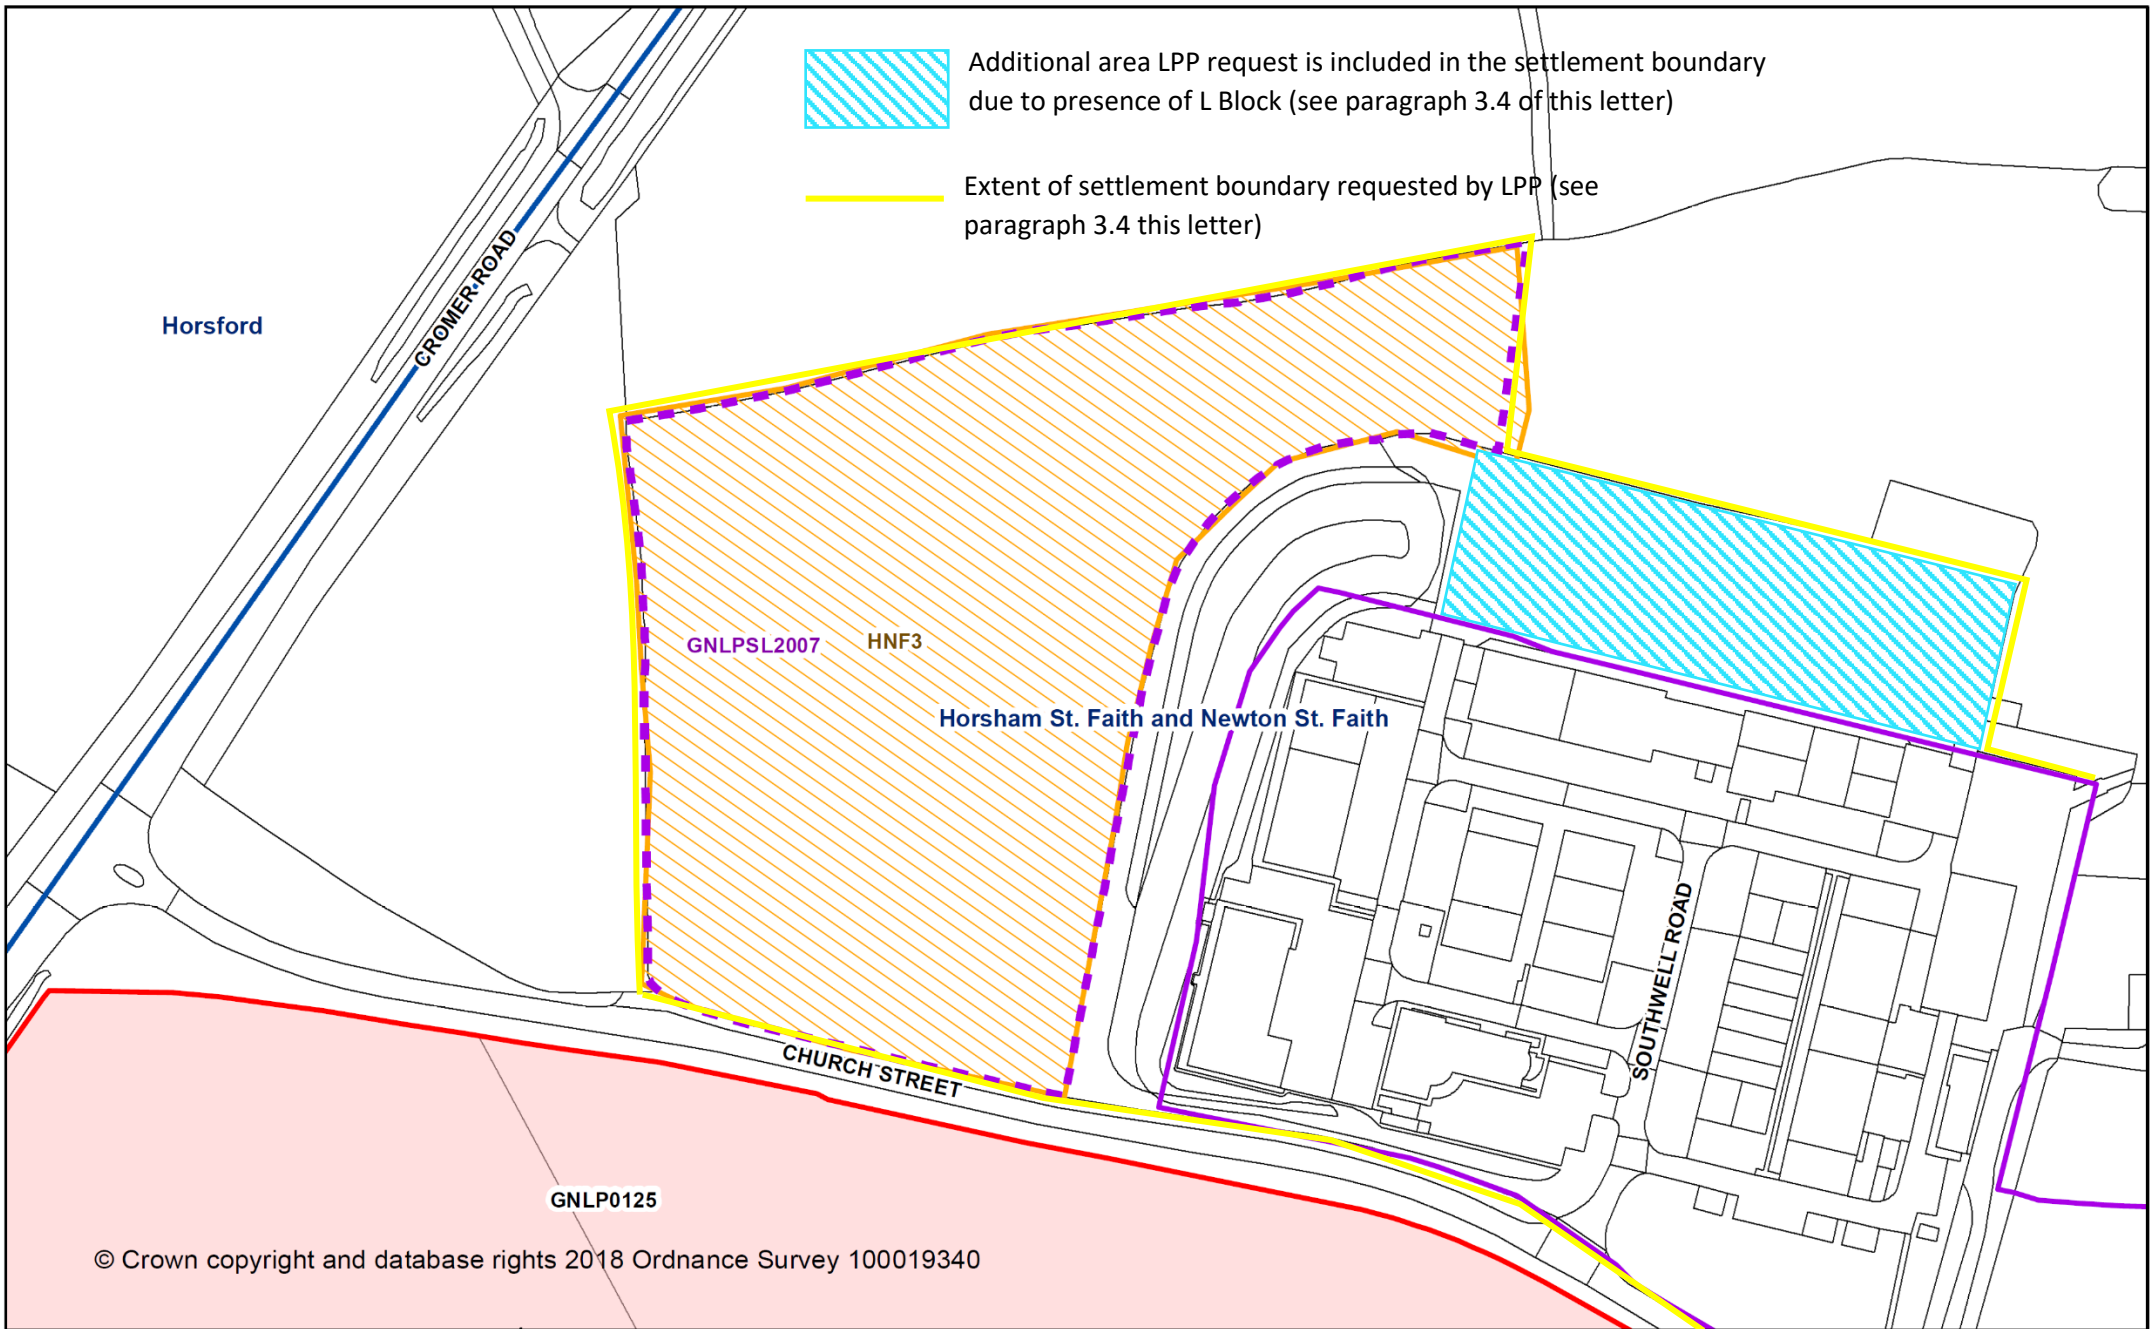 Additional area LPP request is included in the settlement boundary
due to presence of L Block (see paragraph 3.4 of this letter)
Extent of settlement boundary requested by LPP (see
paragraph 3.4 this letter)
CROMER ROAD
Horsford
GNLPSL2007
HNF3
Horsham St. Faith and Newton St. Faith
SOUTHWELL ROAD
CHURCH STREET
GNLP0125
© Crown copyright and database rights 2018 Ordnance Survey 100019340